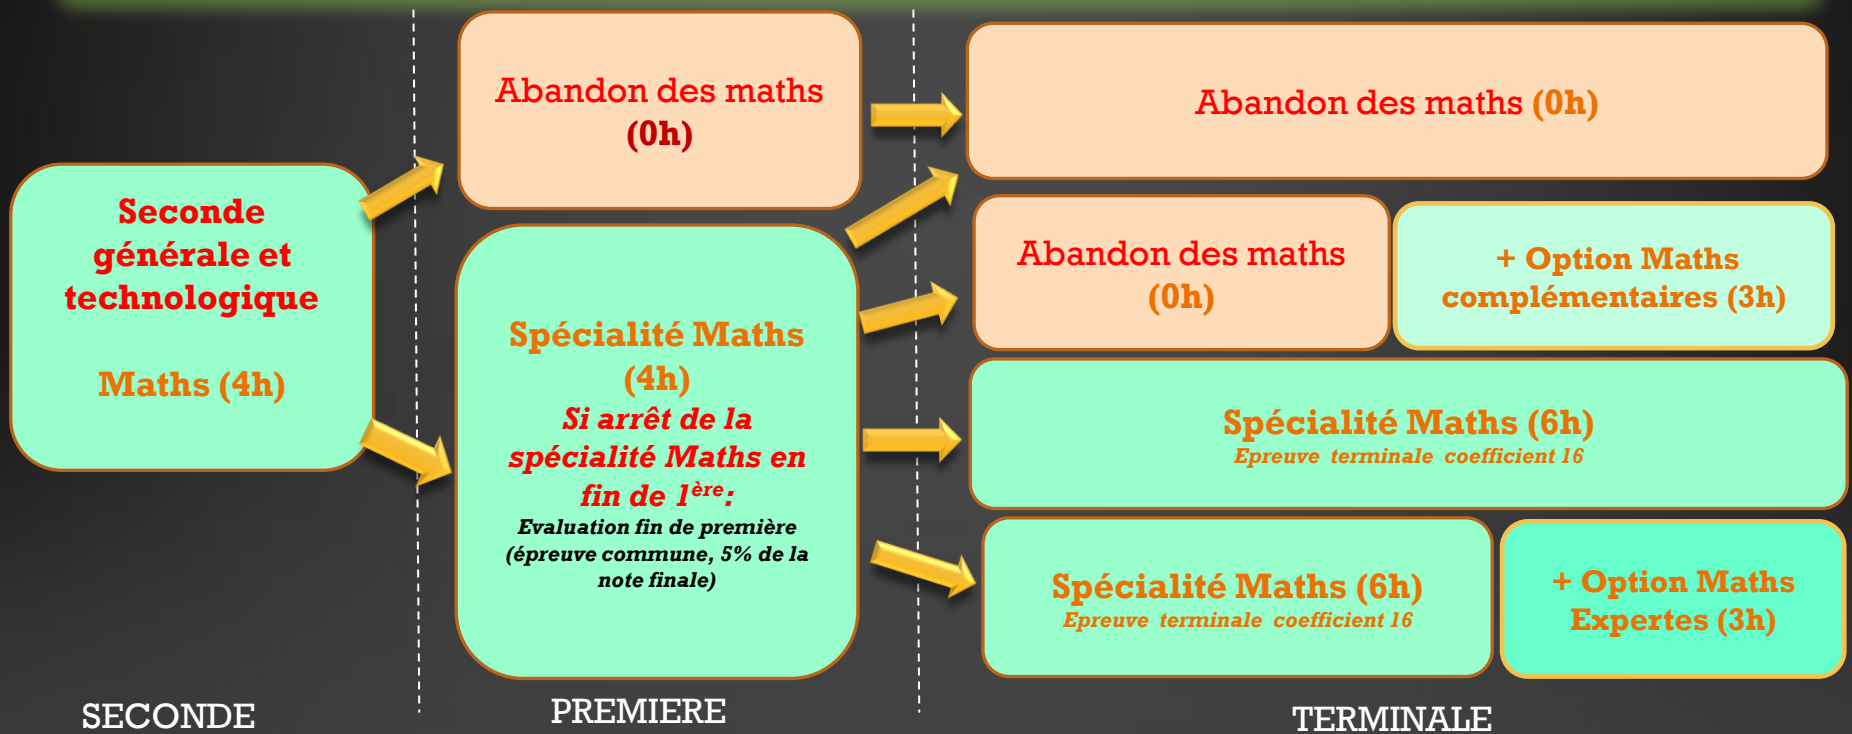 Seconde
générale et
technologique
Maths (4h)
Abandon des maths
(0h)
Spécialité Maths
(4h)
Si arrêt de la
spécialité Maths en
fin de 1ère:
Evaluation fin de première
(épreuve commune, 5% de la
note finale)
Abandon des maths (0h)
Abandon des maths
(0h)
+ Option Maths
complémentaires (3h)
Spécialité Maths (6h)
Epreuve terminale coefficient 16
Spécialité Maths (6h)
Epreuve terminale coefficient 16
+ Option Maths
Expertes (3h)
SECONDE
PREMIERE
TERMINALE